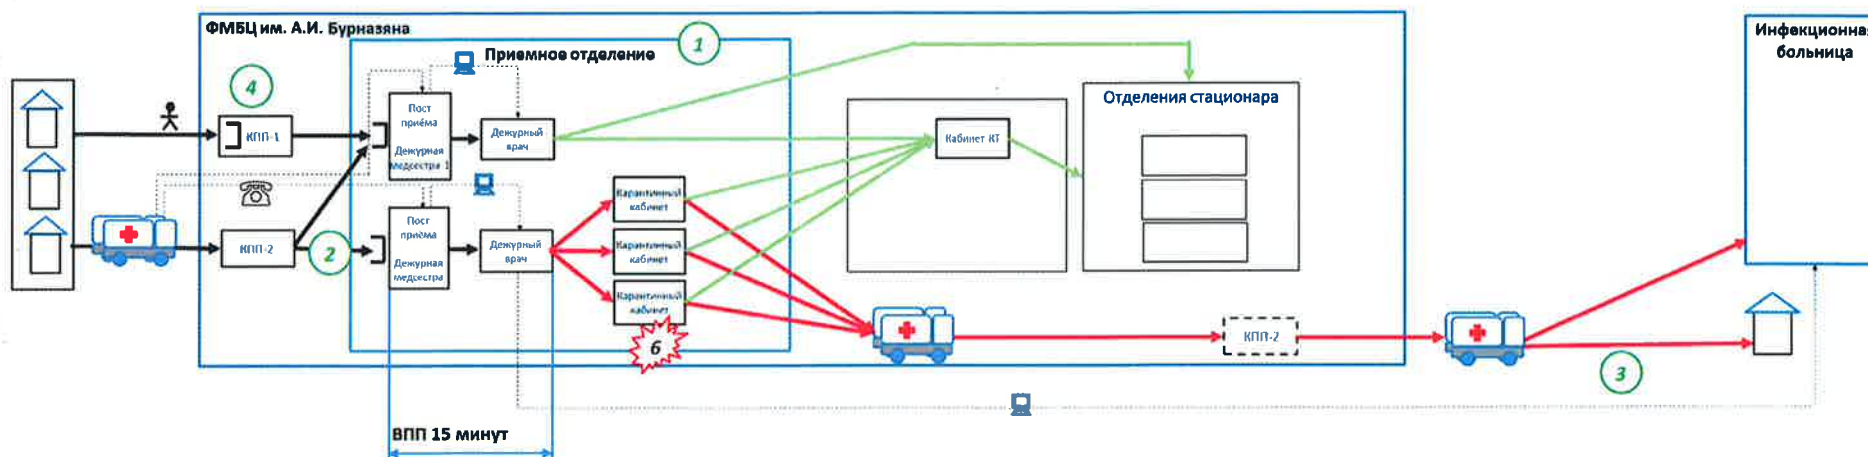 ФМБЦ им. А.И. Бурназяна
Приемное отделение
1
Инфекционная
больница
4
КПП-1
Пост
приёма
Дежурная
медсестра 1
Дежурный
врач
Кабинет КТ
Отделения стационара
КПП-2
2
Пост
приёма
Дежурная
медсестра
Дежурный
врач
Карантинный
кабинет
Карантинный
кабинет
Карантинный
кабинет
6
КПП-2
3
ВПП 15 минут